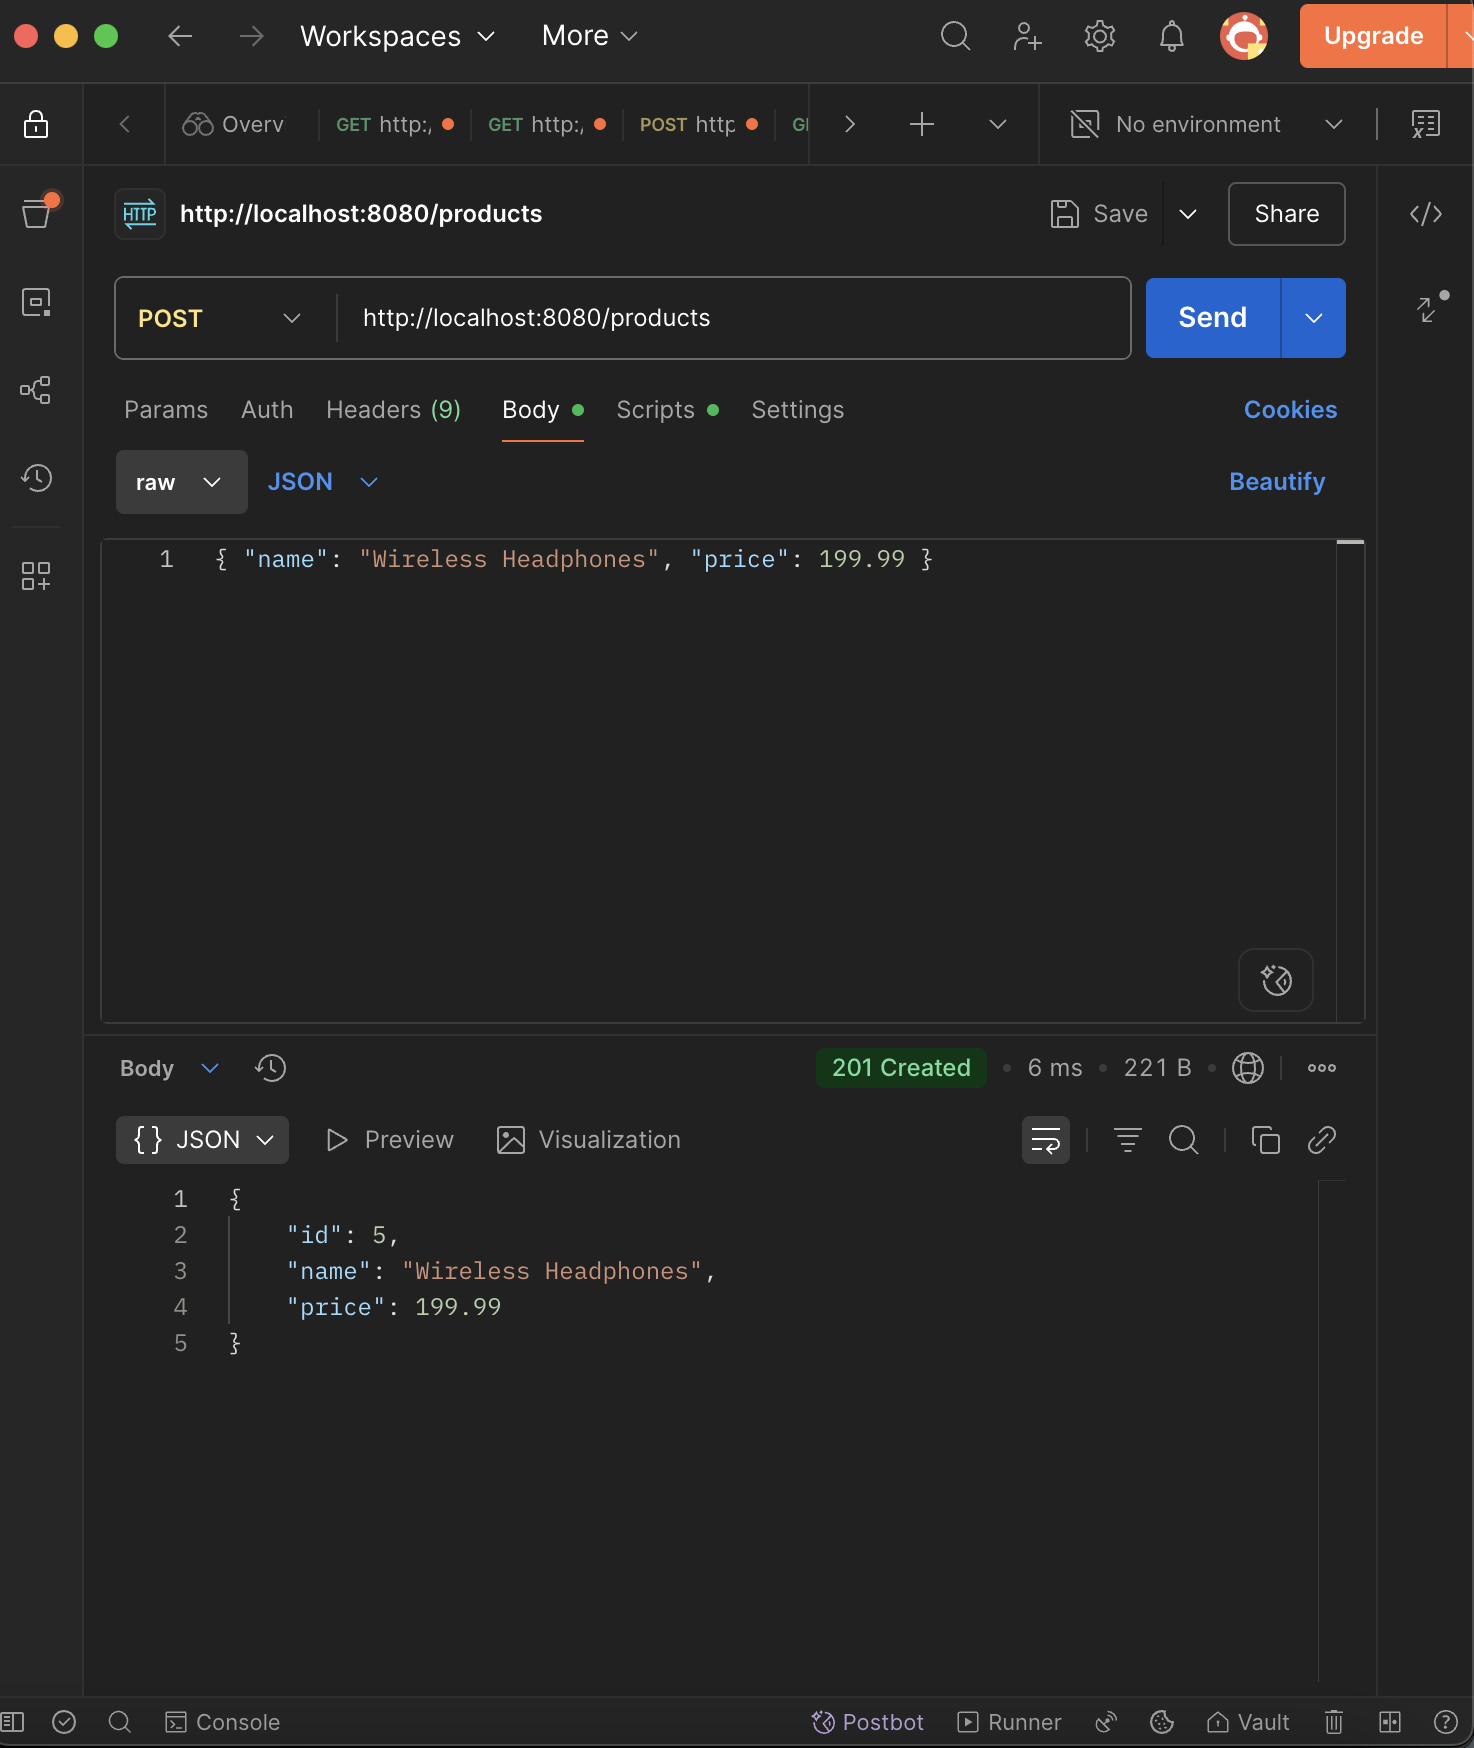 Workspaces More Upgrade
Overv GET http:/ GET http:/ POST http No environment
HTTP http://localhost:8080/products Save Share
POST http://localhost:8080/products Send
Params Auth Headers (9) Body Scripts Settings Cookies
raw JSON Beautify
1 { "name": "Wireless Headphones", "price": 199.99 }
Body 201 Created 6 ms 221 B
{} JSON Preview Visualization
1 {
2 "id": 5,
3 "name": "Wireless Headphones",
4 "price": 199.99
5 }
Console Postbot Runner Vault